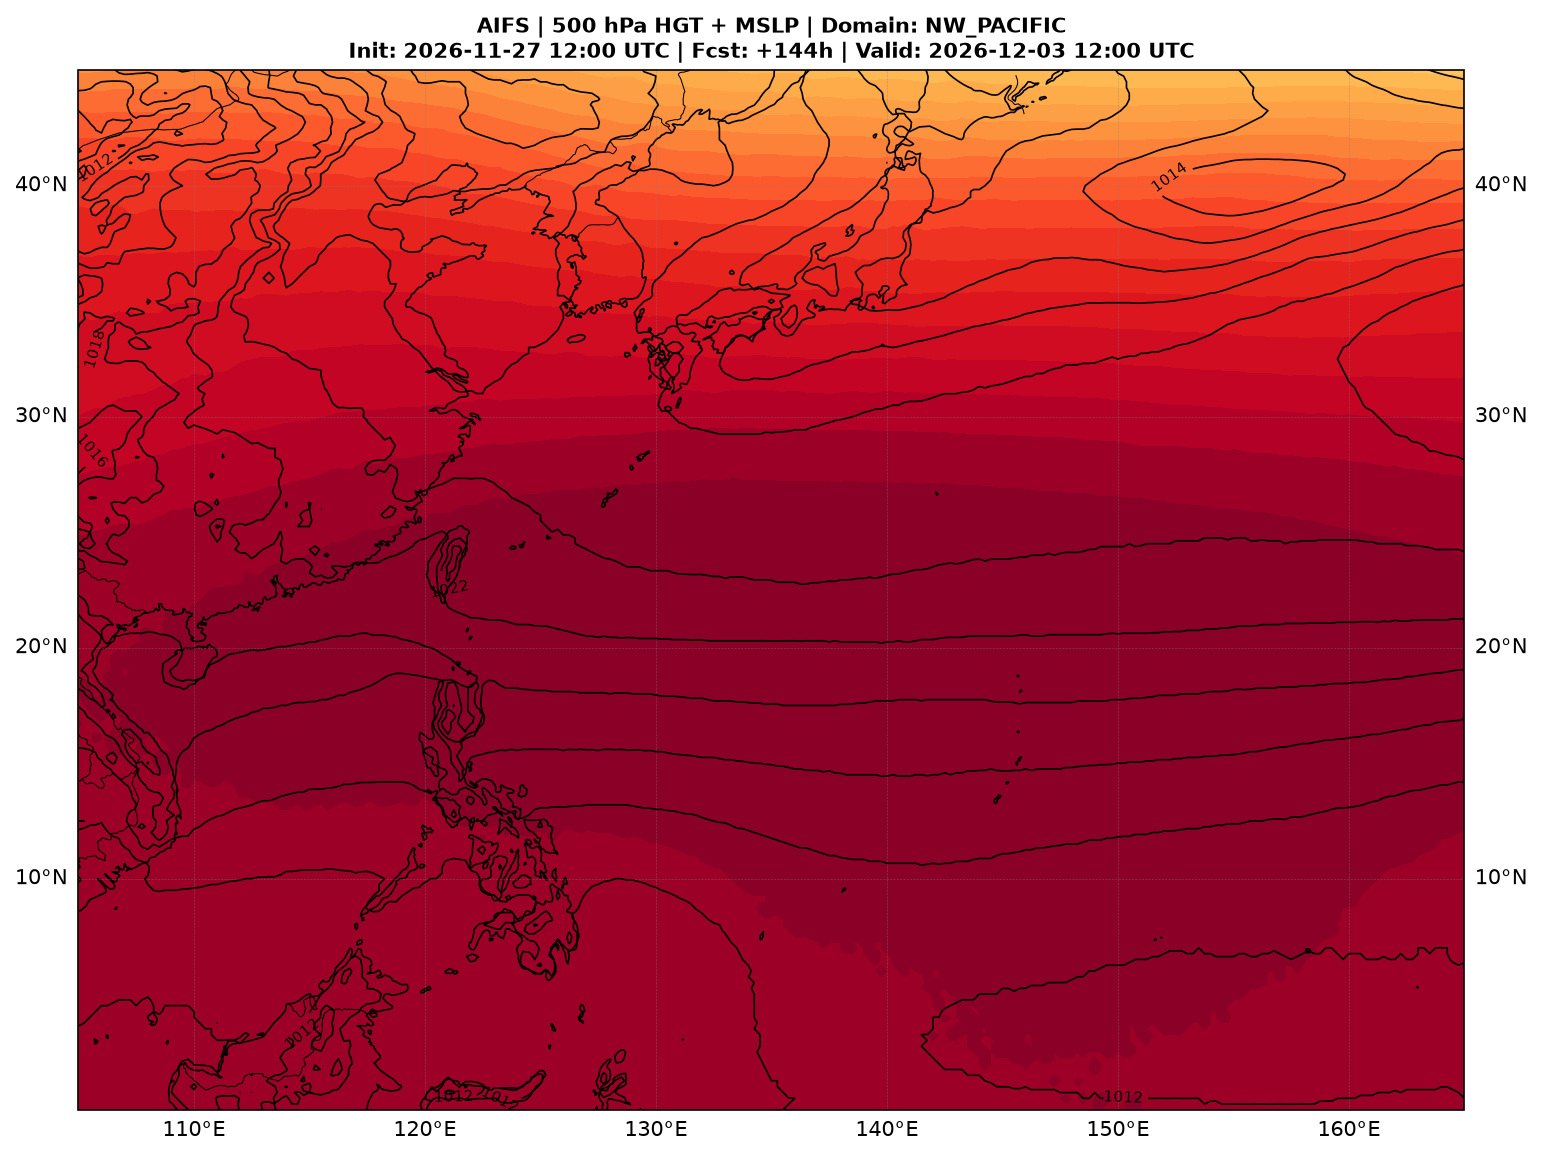 AIFS | 500 hPa HGT + MSLP | Domain: NW_PACIFIC
Init: 2026-11-27 12:00 UTC | Fcst: +144h | Valid: 2026-12-03 12:00 UTC
1012
1014
40°N 40°N
1018
30°N 30°N
1016
1022
20°N 20°N
10°N 10°N
1012
1012
1012
110°E 120°E 130°E 140°E 150°E 160°E